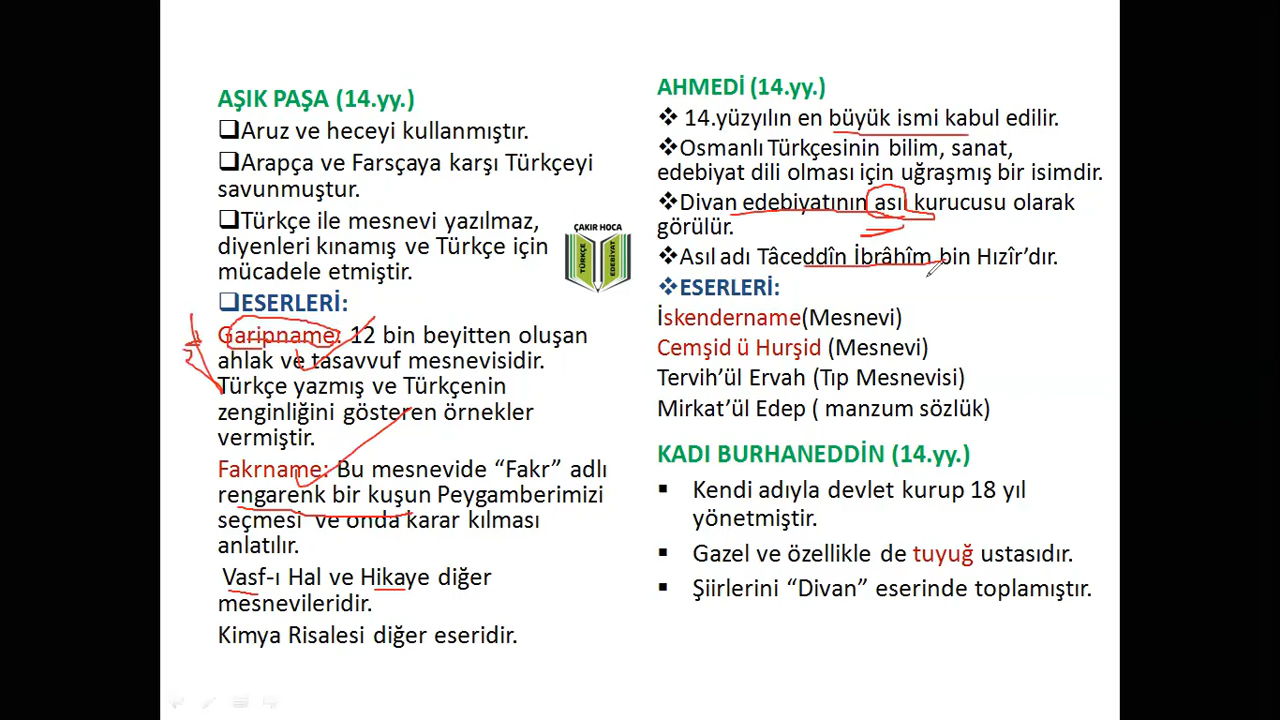 AŞIK PAŞA (14.yy.)
Aruz ve heceyi kullanmıştır.
Arapça ve Farsçaya karşı Türkçeyi
savunmuştur.
Türkçe ile mesnevi yazılmaz,
diyenleri kınamış ve Türkçe için
mücadele etmiştir.
ESERLERİ:
Garipname: 12 bin beyitten oluşan
ahlak ve tasavvuf mesnevisidir.
Türkçe yazmış ve Türkçenin
zenginliğini gösteren örnekler
vermiştir.
Fakrname: Bu mesnevide “Fakr” adlı
rengarenk bir kuşun Peygamberimizi
seçmesi ve onda karar kılması
anlatılır.
Vasf-ı Hal ve Hikaye diğer
mesnevileridir.
Kimya Risalesi diğer eseridir.
ÇAKIR HOCA
TÜRKÇE
EDEBİYAT
AHMEDİ (14.yy.)
14.yüzyılın en büyük ismi kabul edilir.
Osmanlı Türkçesinin bilim, sanat,
edebiyat dili olması için uğraşmış bir isimdir.
Divan edebiyatının asıl kurucusu olarak
görülür.
Asıl adı Tâceddîn İbrâhîm bin Hızîr’dır.
ESERLERİ:
İskendername(Mesnevi)
Cemşid ü Hurşid (Mesnevi)
Tervih’ül Ervah (Tıp Mesnevisi)
Mirkat’ül Edep ( manzum sözlük)
KADI BURHANEDDİN (14.yy.)
Kendi adıyla devlet kurup 18 yıl
yönetmiştir.
Gazel ve özellikle de tuyuğ ustasıdır.
Şiirlerini “Divan” eserinde toplamıştır.